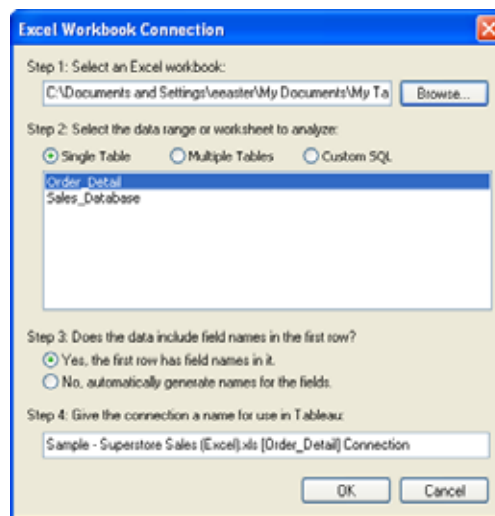 Excel Workbook Connection
Step 1: Select an Excel workbook:
C:\Documents and Settings\eeaster\My Documents\My Ta
Browse...
Step 2: Select the data range or worksheet to analyze:
Single Table Multiple Tables Custom SQL
Order_Detail
Sales_Database
Step 3: Does the data include field names in the first row?
Yes, the first row has field names in it.
No, automatically generate names for the fields.
Step 4: Give the connection a name for use in Tableau:
Sample - Superstore Sales (Excel).xls [Order_Detail] Connection
OK Cancel